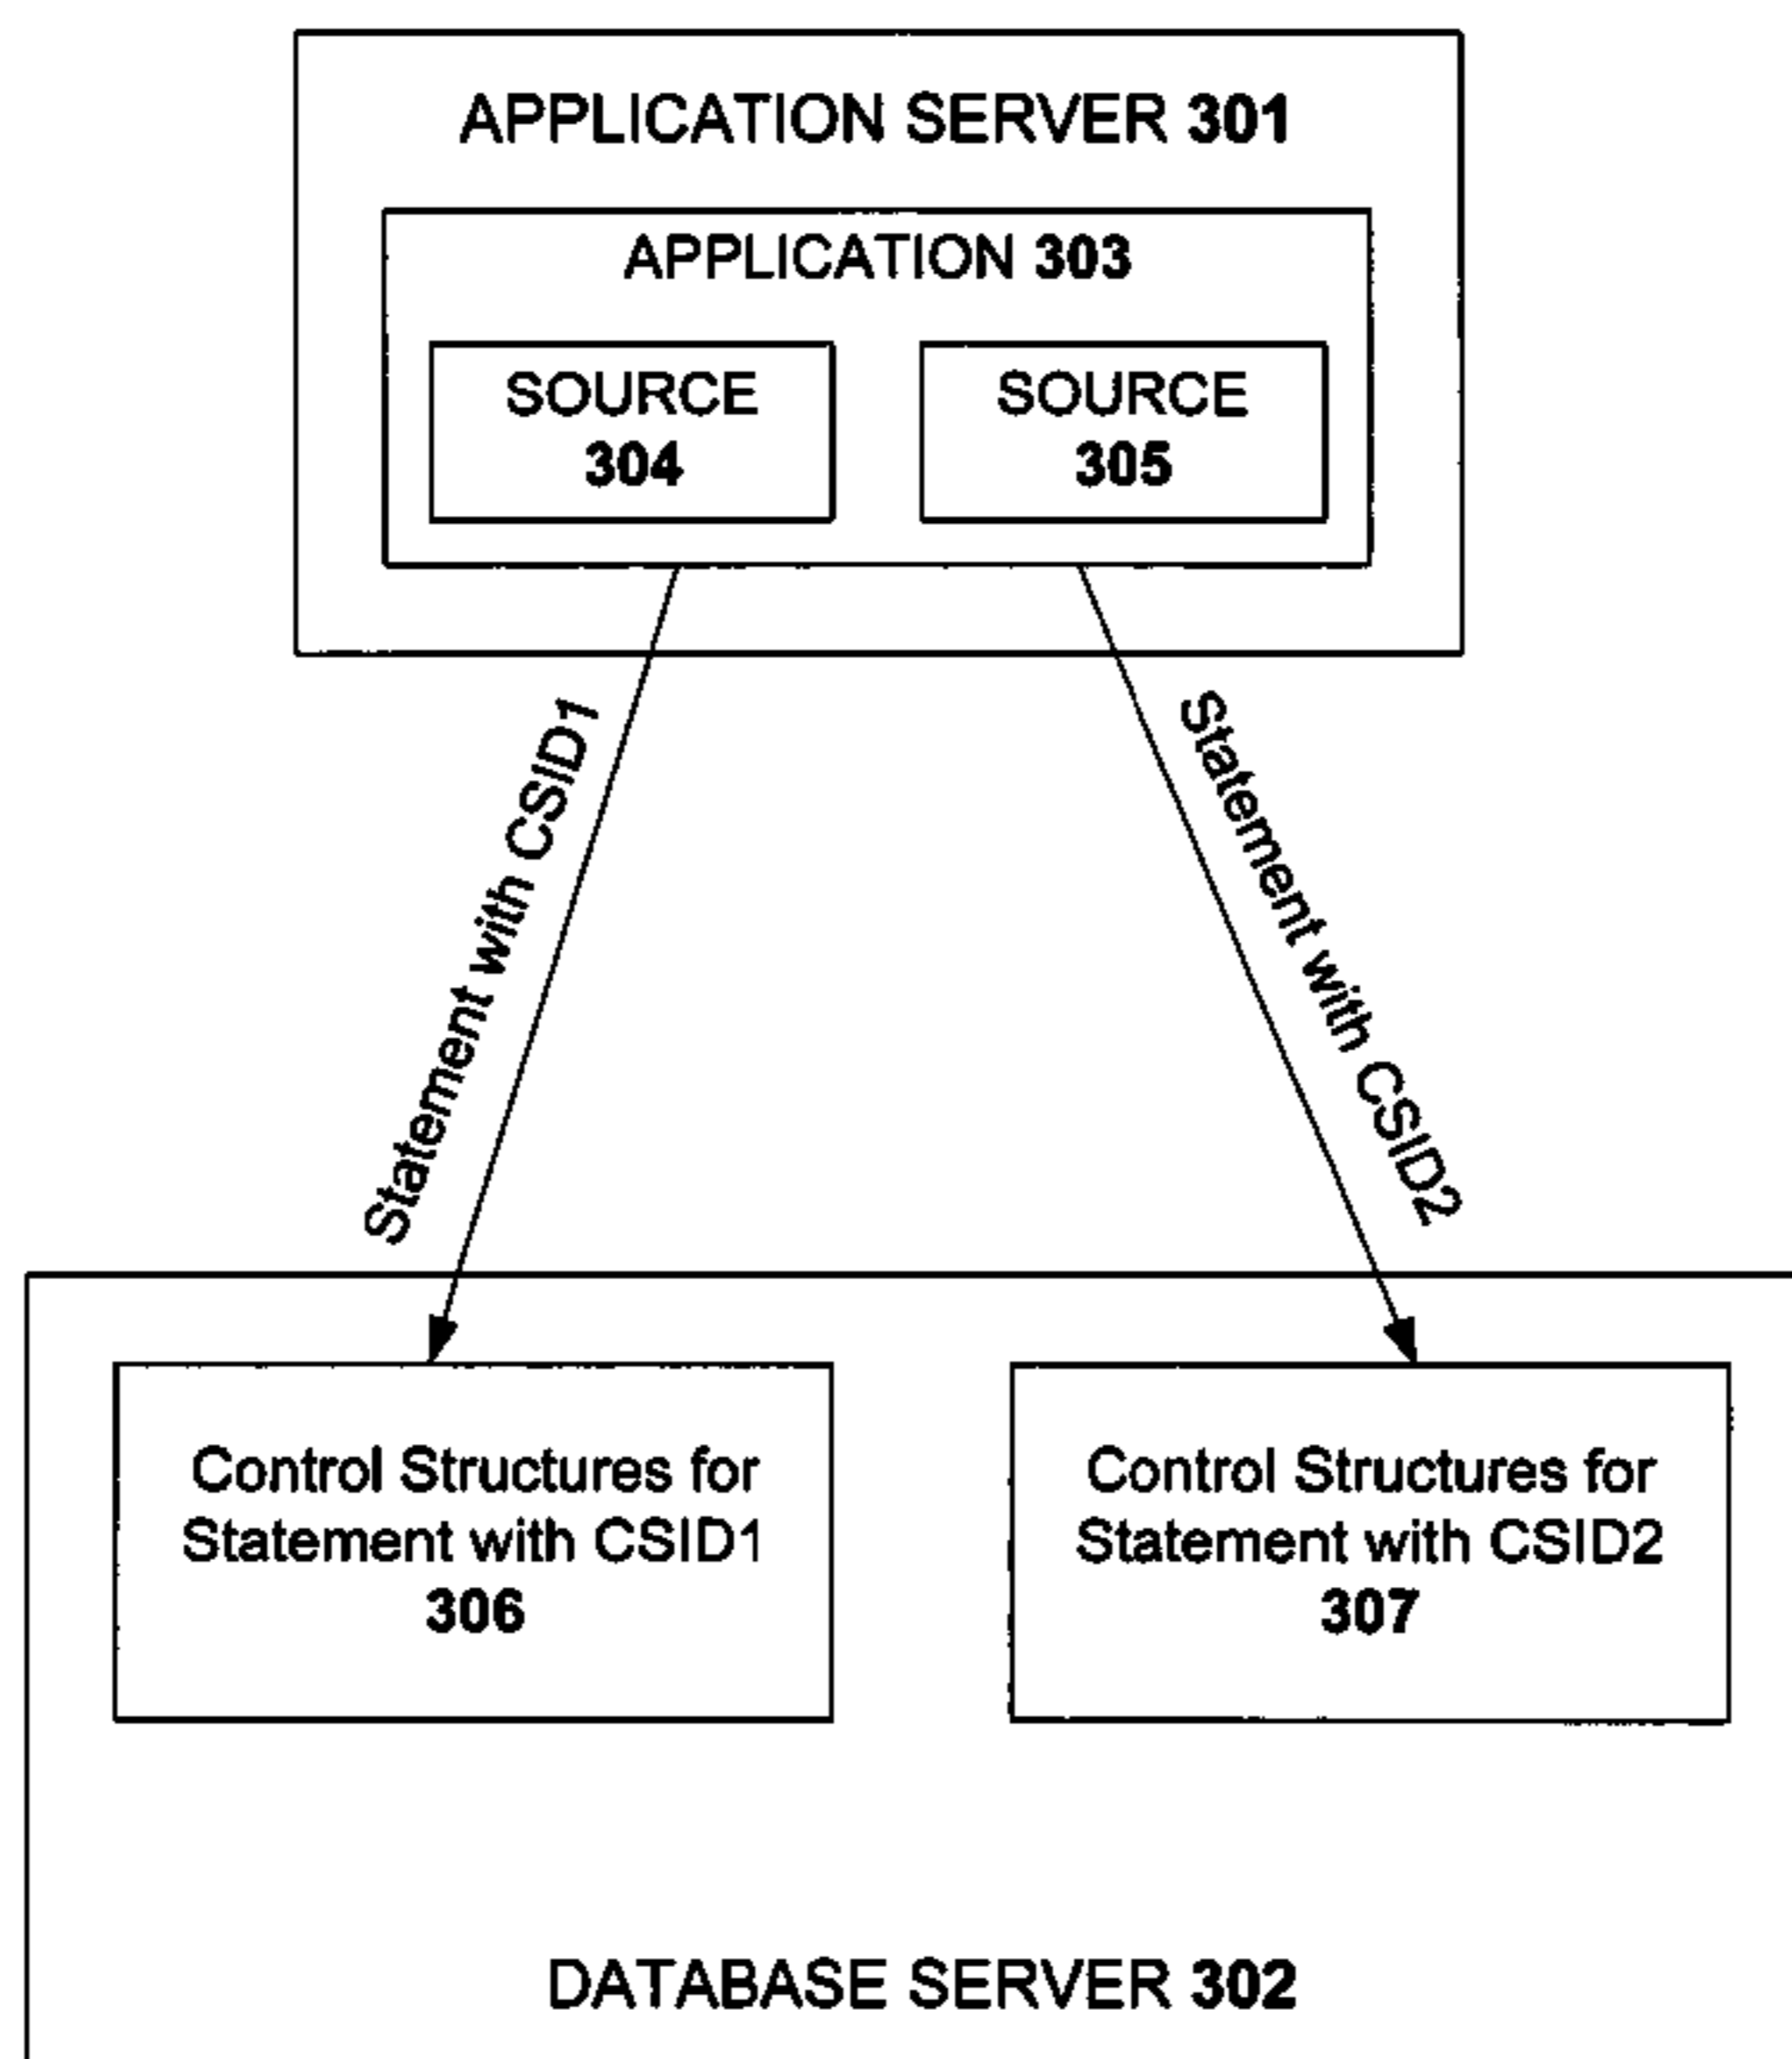 APPLICATION SERVER 301
APPLICATION 303
SOURCE
304
SOURCE
305
Statement with CSID1
Statement with CSID2
Control Structures for
Statement with CSID1
306
Control Structures for
Statement with CSID2
307
DATABASE SERVER 302